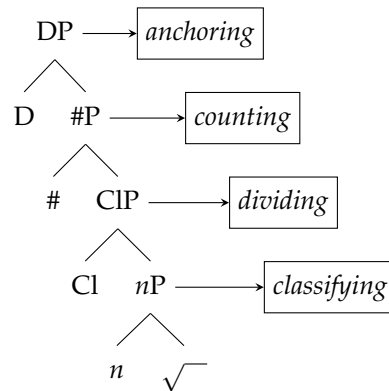 DP anchoring
D #P counting
# ClP dividing
Cl nP classifying
n √